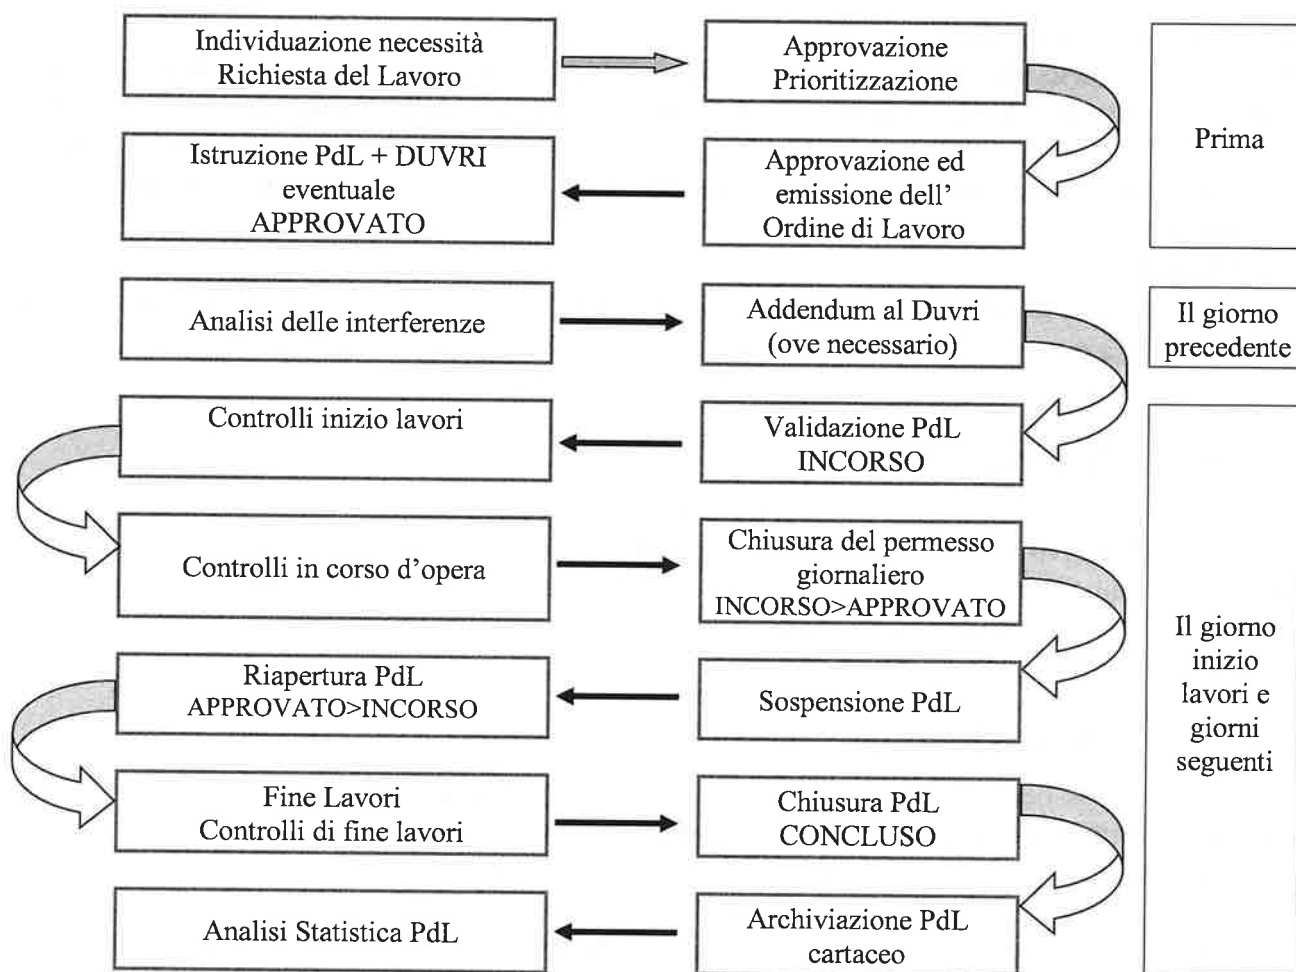 Individuazione necessità
Richiesta del Lavoro
Approvazione
Prioritizzazione
Prima
Istruzione PdL + DUVRI
eventuale
APPROVATO
Approvazione ed
emissione dell'
Ordine di Lavoro
Analisi delle interferenze
Addendum al Duvri
(ove necessario)
Il giorno
precedente
Controlli inizio lavori
Validazione PdL
INCORSO
Controlli in corso d'opera
Chiusura del permesso
giornaliero
INCORSO>APPROVATO
Il giorno
inizio
lavori e
giorni
seguenti
Riapertura PdL
APPROVATO>INCORSO
Sospensione PdL
Fine Lavori
Controlli di fine lavori
Chiusura PdL
CONCLUSO
Analisi Statistica PdL
Archiviazione PdL
cartaceo